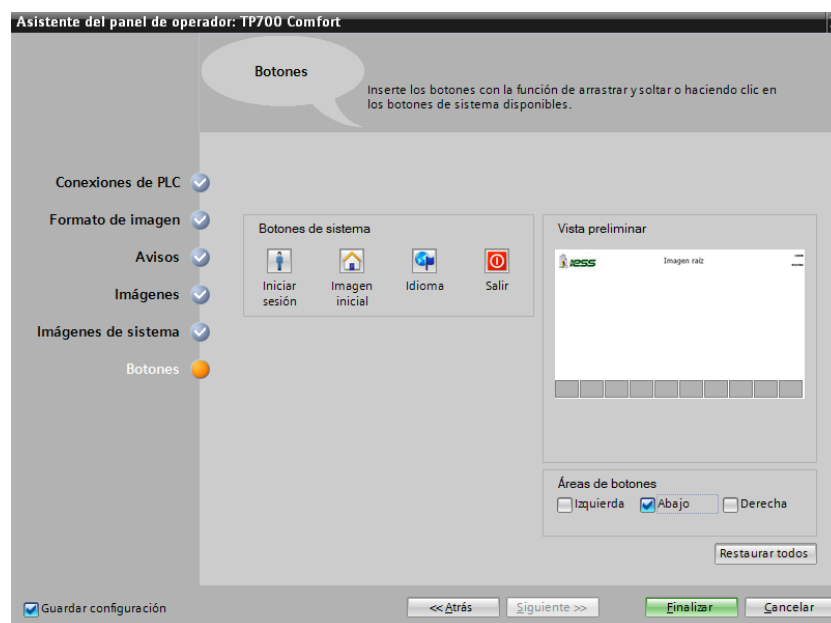 Asistente del panel de operador: TP700 Comfort
Botones
Inserte los botones con la función de arrastrar y soltar o haciendo clic en
los botones de sistema disponibles.
Conexiones de PLC
Formato de imagen
Avisos
Imágenes
Imágenes de sistema
Botones
Botones de sistema
Iniciar
sesión
Imagen
inicial
Idioma
Salir
Vista preliminar
IESS
Imagen raíz
Áreas de botones
Izquierda
Abajo
Derecha
Restaurar todos
Guardar configuración
<< Atrás
Siguiente >>
Finalizar
Cancelar